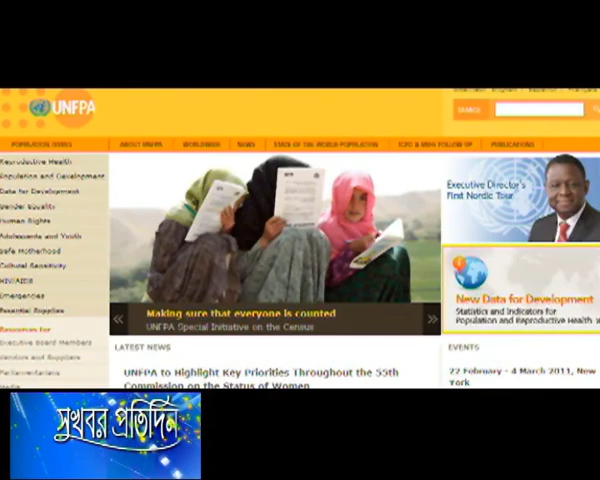 UNFPA
SEARCH
POPULATION ISSUES
ABOUT UNFPA
WORLDWIDE
NEWS
STATE OF THE WORLD POPULATION
ICPD & MDG FOLLOW UP
PUBLICATIONS
Reproductive Health
Population and Development
Data for Development
Gender Equality
Human Rights
Adolescents and Youth
Safe Motherhood
Cultural Sensitivity
HIV/AIDS
Emergencies
Essential Supplies
Resources for
Executive Board Members
Vendors and Suppliers
Parliamentarians
Media
Making sure that everyone is counted
UNFPA Special Initiative on the Census
Executive Director's
First Nordic Tour
New Data for Development
Statistics and Indicators for
Population and Reproductive Health
LATEST NEWS
UNFPA to Highlight Key Priorities Throughout the 55th
Commission on the Status of Women
EVENTS
22 February - 4 March 2011, New
York
সুখবর প্রতিদিন